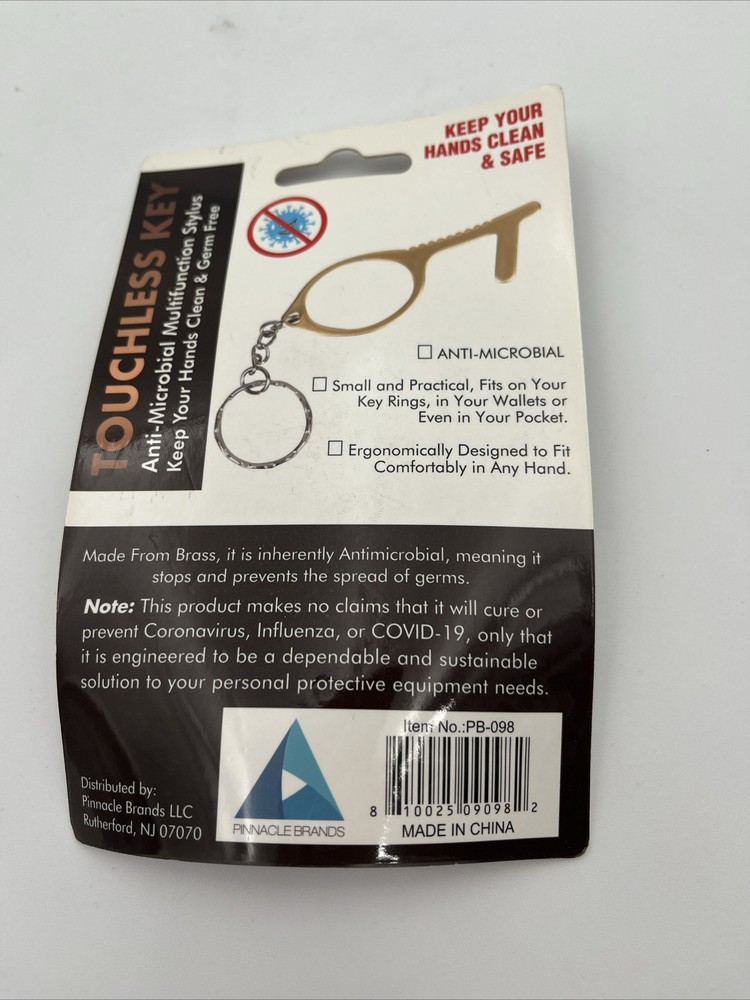 KEEP YOUR
HANDS CLEAN
& SAFE
TOUCHLESS KEY
Anti-Microbial Multifunction Stylus
Keep Your Hands Clean & Germ Free
ANTI-MICROBIAL
Small and Practical, Fits on Your
Key Rings, in Your Wallets or
Even in Your Pocket.
Ergonomically Designed to Fit
Comfortably in Any Hand.
Made From Brass, it is inherently Antimicrobial, meaning it
stops and prevents the spread of germs.
Note: This product makes no claims that it will cure or
prevent Coronavirus, Influenza, or COVID-19, only that
it is engineered to be a dependable and sustainable
solution to your personal protective equipment needs.
Distributed by:
Pinnacle Brands LLC
Rutherford, NJ 07070
PINNACLE BRANDS
Item No.:PB-098
8 10025 09098 2
MADE IN CHINA